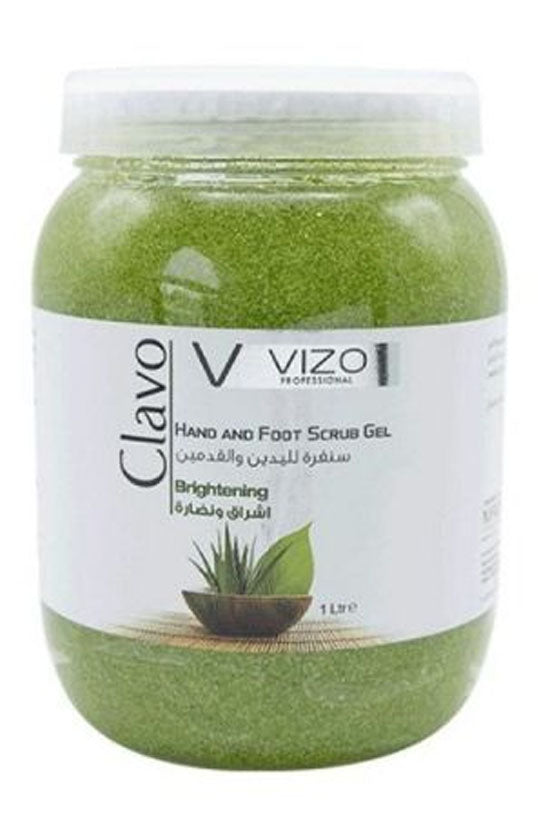 Clavo
V VIZO
PROFESSIONAL
HAND AND FOOT SCRUB GEL
سنفرة لليدين والقدمين
Brightening
اشراق ونضارة
1 Ltr e